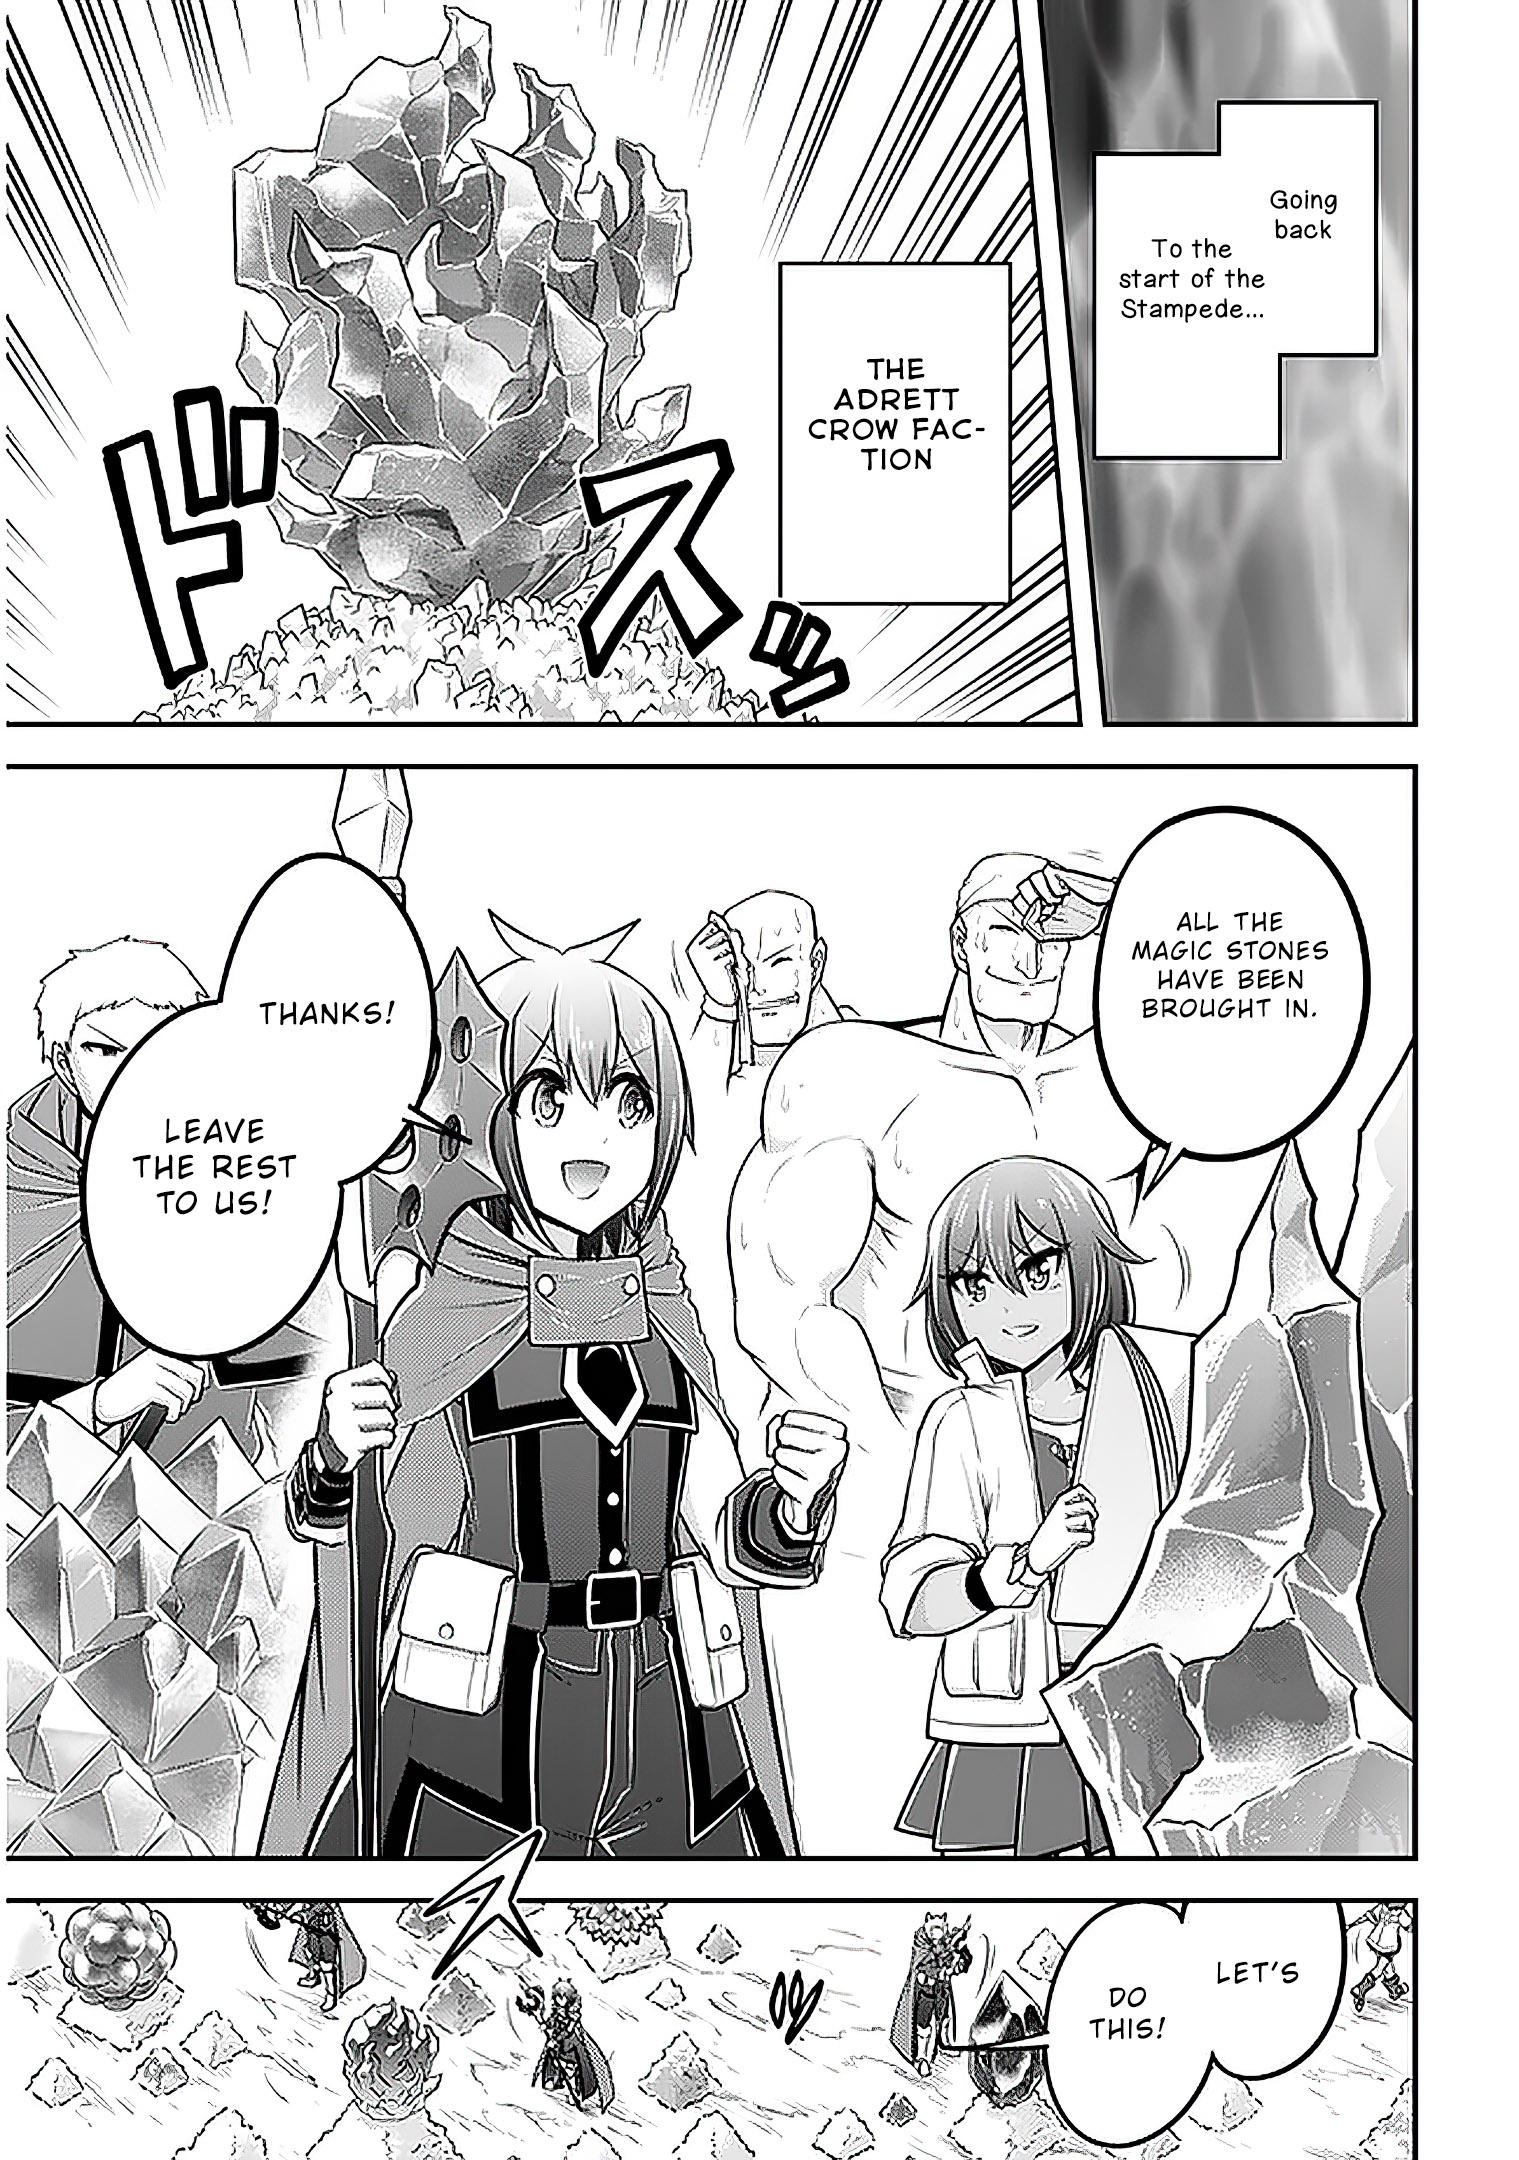 Going
back
To the
start of the
Stampede...
THE
ADRETT
CROW FAC-
TION
ドスッ
ALL THE
MAGIC STONES
HAVE BEEN
BROUGHT IN.
THANKS!
LEAVE
THE REST
TO US!
LET'S
DO
THIS!